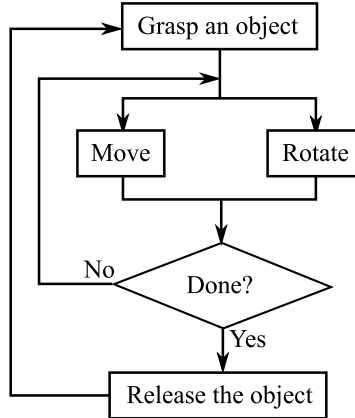 Grasp an object
Move
Rotate
No
Done?
Yes
Release the object